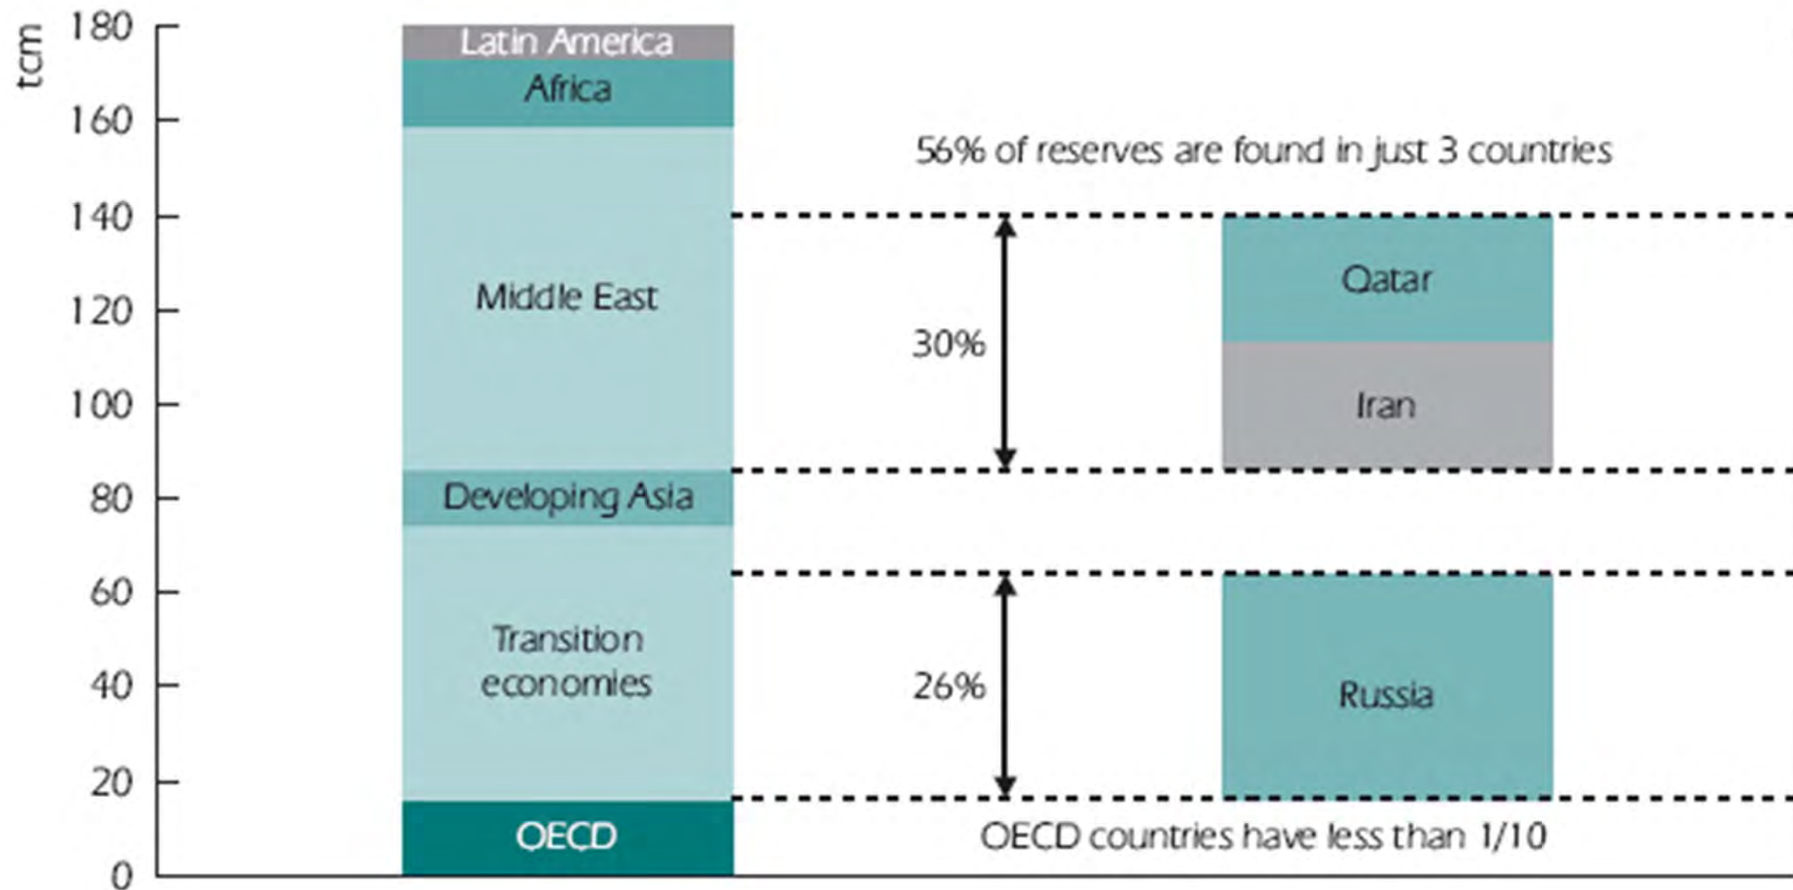 tcm
180
160
140
120
100
80
60
40
20
0
Latin America
Africa
Middle East
Developing Asia
Transition
economies
OECD
56% of reserves are found in just 3 countries
30%
26%
Qatar
Iran
Russia
OECD countries have less than 1/10